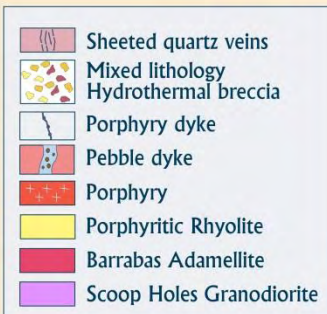 Sheeted quartz veins
Mixed lithology
Hydrothermal breccia
Porphyry dyke
Pebble dyke
Porphyry
Porphyritic Rhyolite
Barrabas Adamellite
Scoop Holes Granodiorite